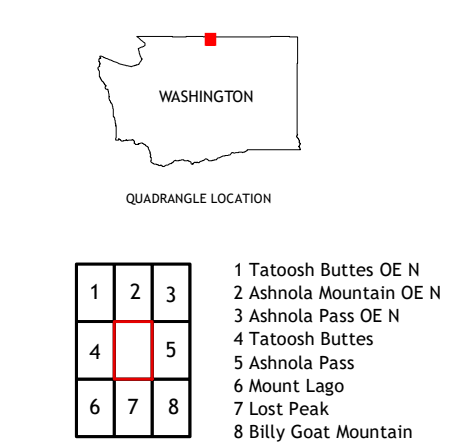 WASHINGTON
QUADRANGLE LOCATION
1 2 3
4 5
6 7 8
1 Tatoosh Buttes OE N
2 Ashnola Mountain OE N
3 Ashnola Pass OE N
4 Tatoosh Buttes
5 Ashnola Pass
6 Mount Lago
7 Lost Peak
8 Billy Goat Mountain